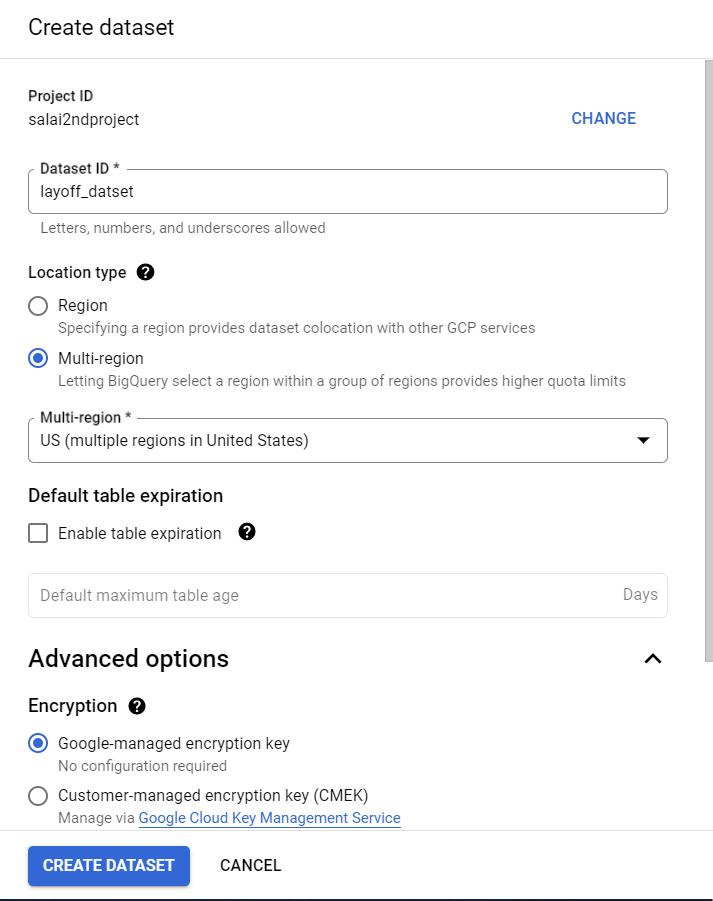 Create dataset
Project ID
salai2ndproject
CHANGE
Dataset ID *
layoff_datset
Letters, numbers, and underscores allowed
Location type ?
Region
Specifying a region provides dataset colocation with other GCP services
Multi-region
Letting BigQuery select a region within a group of regions provides higher quota limits
Multi-region *
US (multiple regions in United States)
Default table expiration
Enable table expiration ?
Default maximum table age Days
Advanced options
Encryption ?
Google-managed encryption key
No configuration required
Customer-managed encryption key (CMEK)
Manage via Google Cloud Key Management Service
CREATE DATASET CANCEL